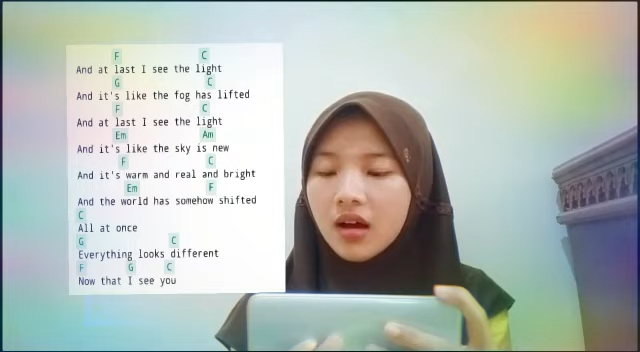 F C
And at last I see the light
G C
And it's like the fog has lifted
F C
And at last I see the light
Em Am
And it's like the sky is new
F C
And it's warm and real and bright
Em F
And the world has somehow shifted
C
All at once
G C
Everything looks different
F G C
Now that I see you